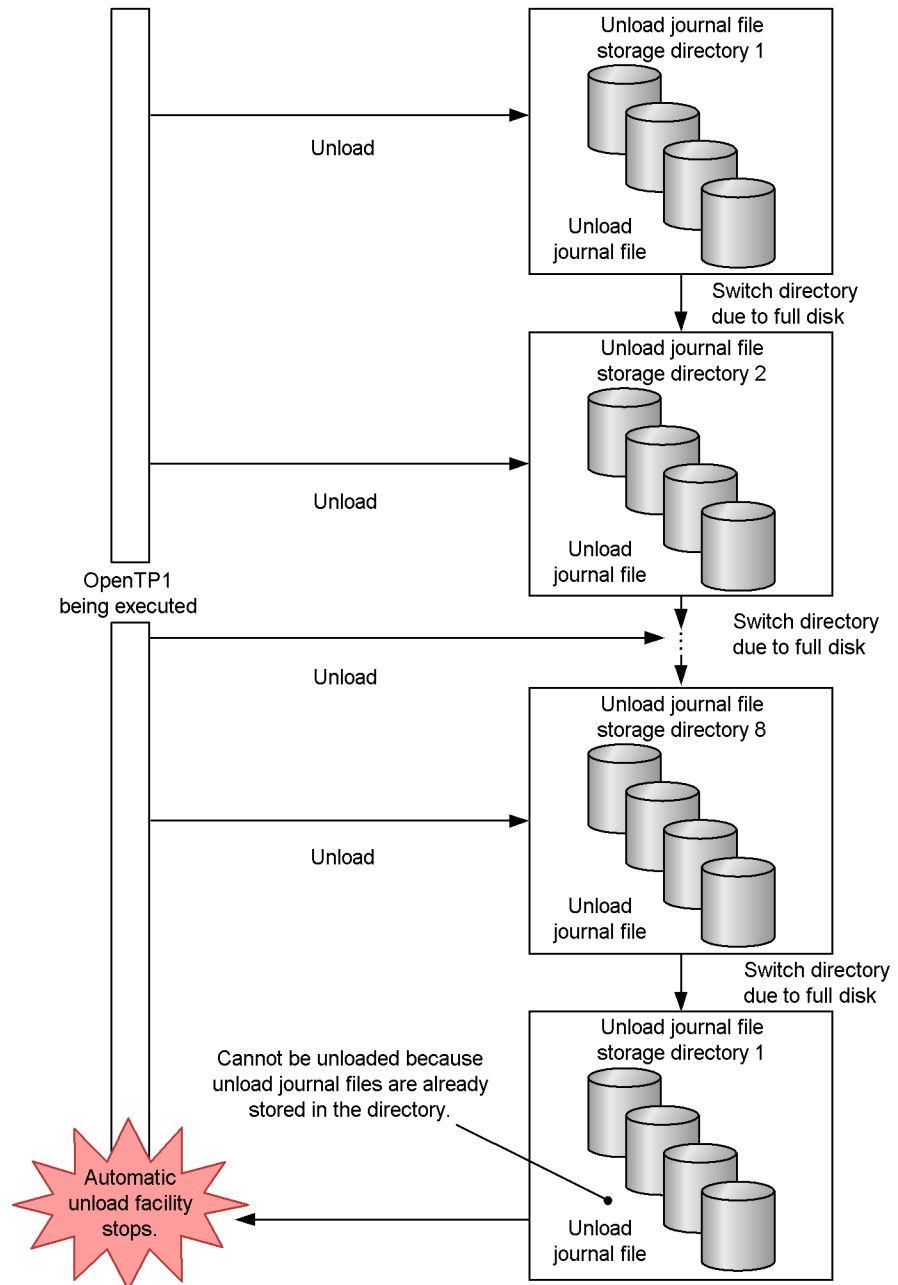 Unload journal file
storage directory 1
Unload
Unload
journal file
Switch directory
due to full disk
Unload journal file
storage directory 2
Unload
Unload
journal file
OpenTP1
being executed
Switch directory
due to full disk
Unload
Unload journal file
storage directory 8
Unload
Unload
journal file
Switch directory
due to full disk
Unload journal file
storage directory 1
Cannot be unloaded because
unload journal files are already
stored in the directory.
Automatic
unload facility
stops.
Unload
journal file